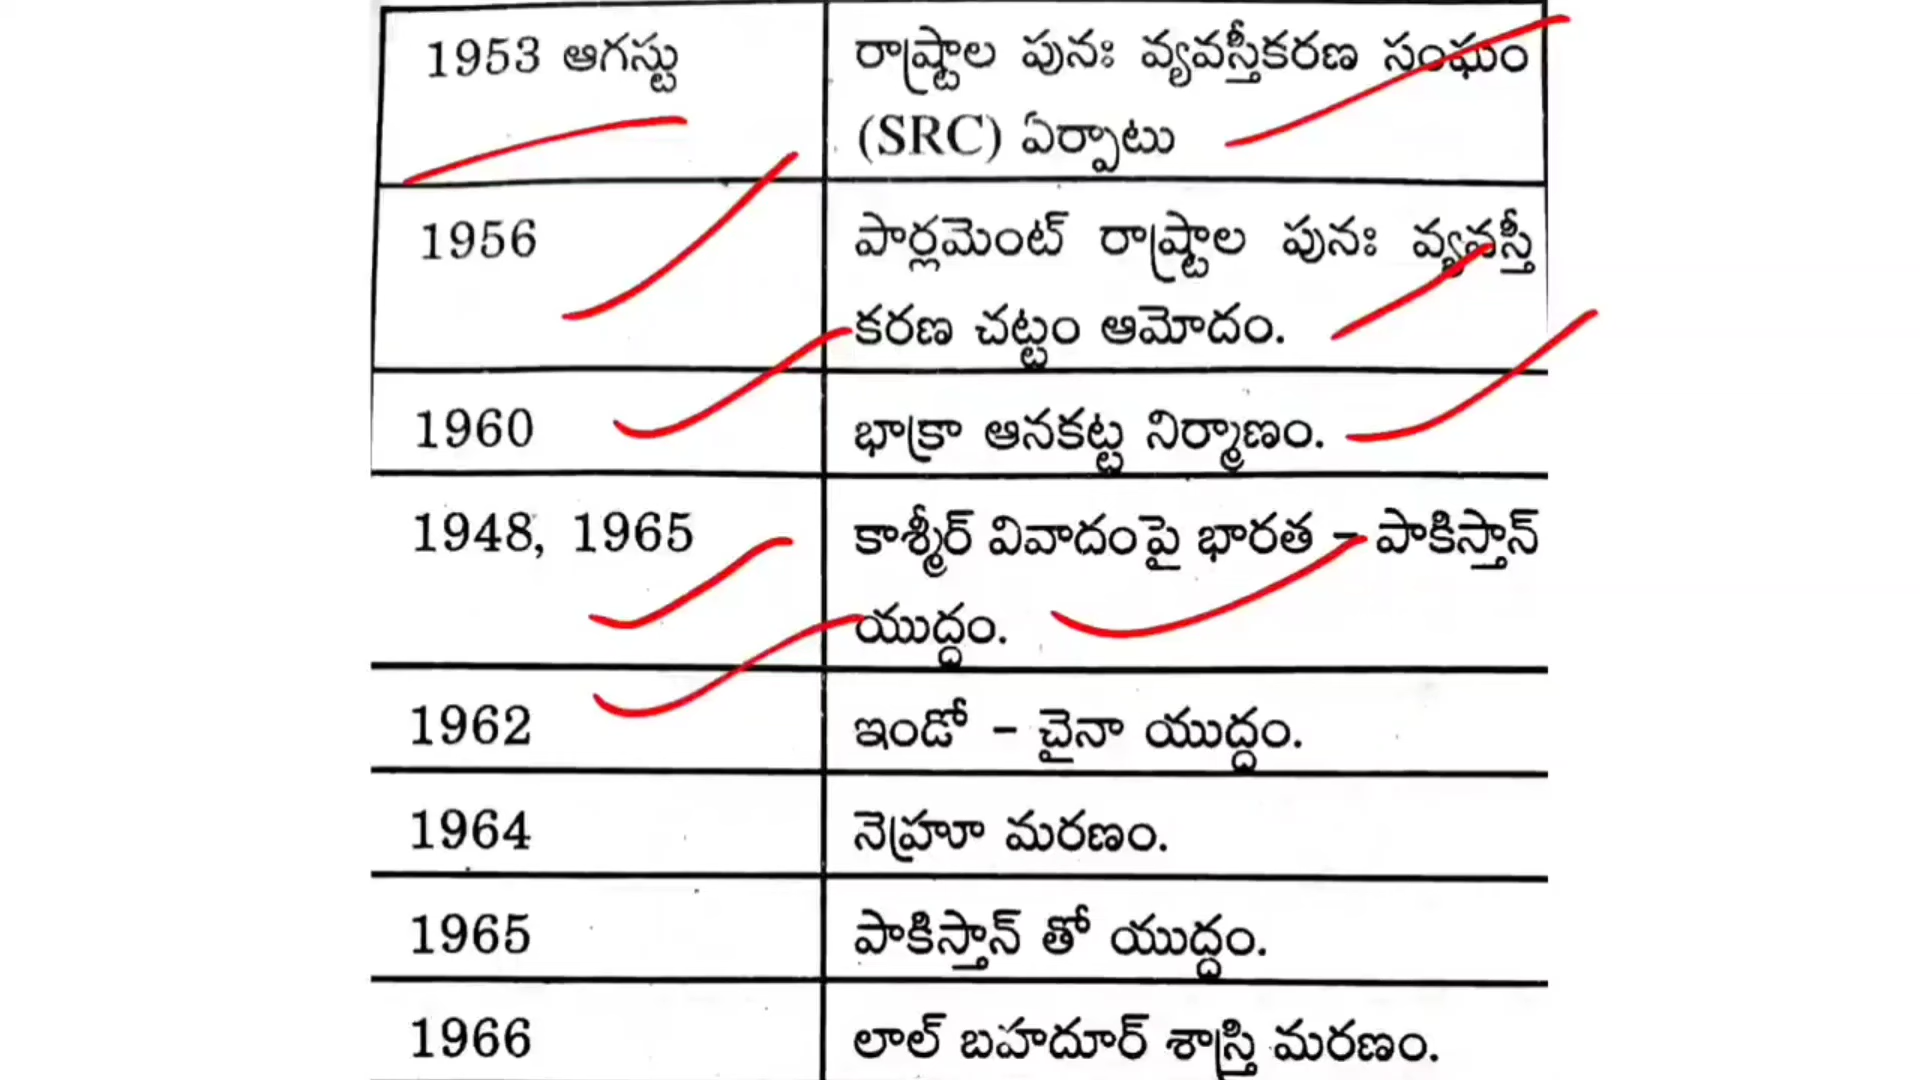 1953 ఆగస్టు రాష్ట్రాల పునః వ్యవస్తీకరణ సంఘం
(SRC) ఏర్పాటు
1956 పార్లమెంట్ రాష్ట్రాల పునః వ్యవస్తీ
కరణ చట్టం ఆమోదం.
1960 భాక్రా ఆనకట్ట నిర్మాణం.
1948, 1965 కాశ్మీర్ వివాదంపై భారత – పాకిస్తాన్
యుద్ధం.
1962 ఇండో – చైనా యుద్ధం.
1964 నెహ్రూ మరణం.
1965 పాకిస్తాన్ తో యుద్ధం.
1966 లాల్ బహదూర్ శాస్త్రి మరణం.